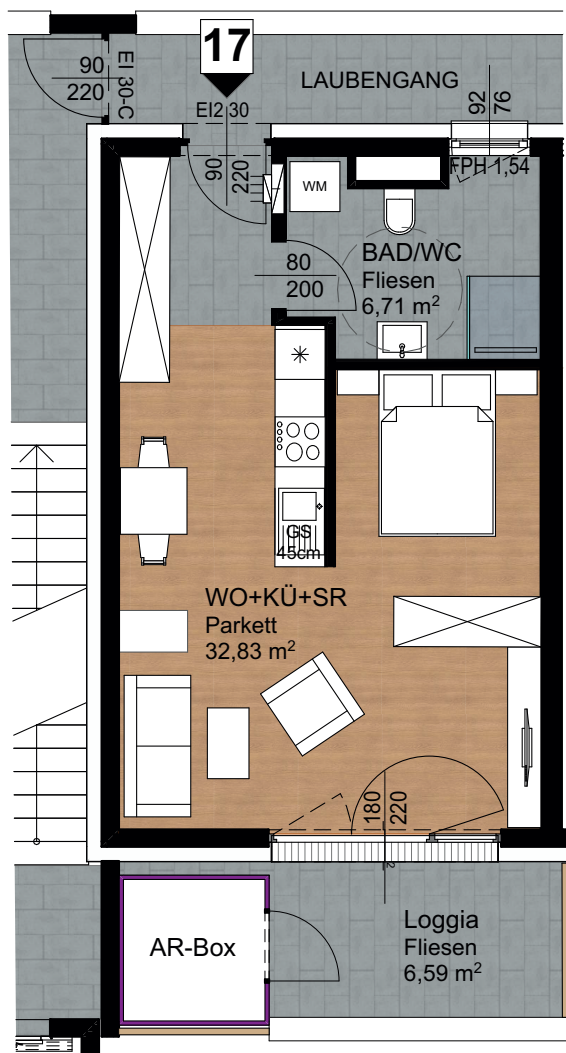 17
90
220
EI 30-C
LAUBENGANG
92
76
EI2 30
90
220
FPH 1,54
WM
BAD/WC
Fliesen
6,71 m²
80
200
GS
45cm
WO+KÜ+SR
Parkett
32,83 m²
180
220
2
AR-Box
Loggia
Fliesen
6,59 m²